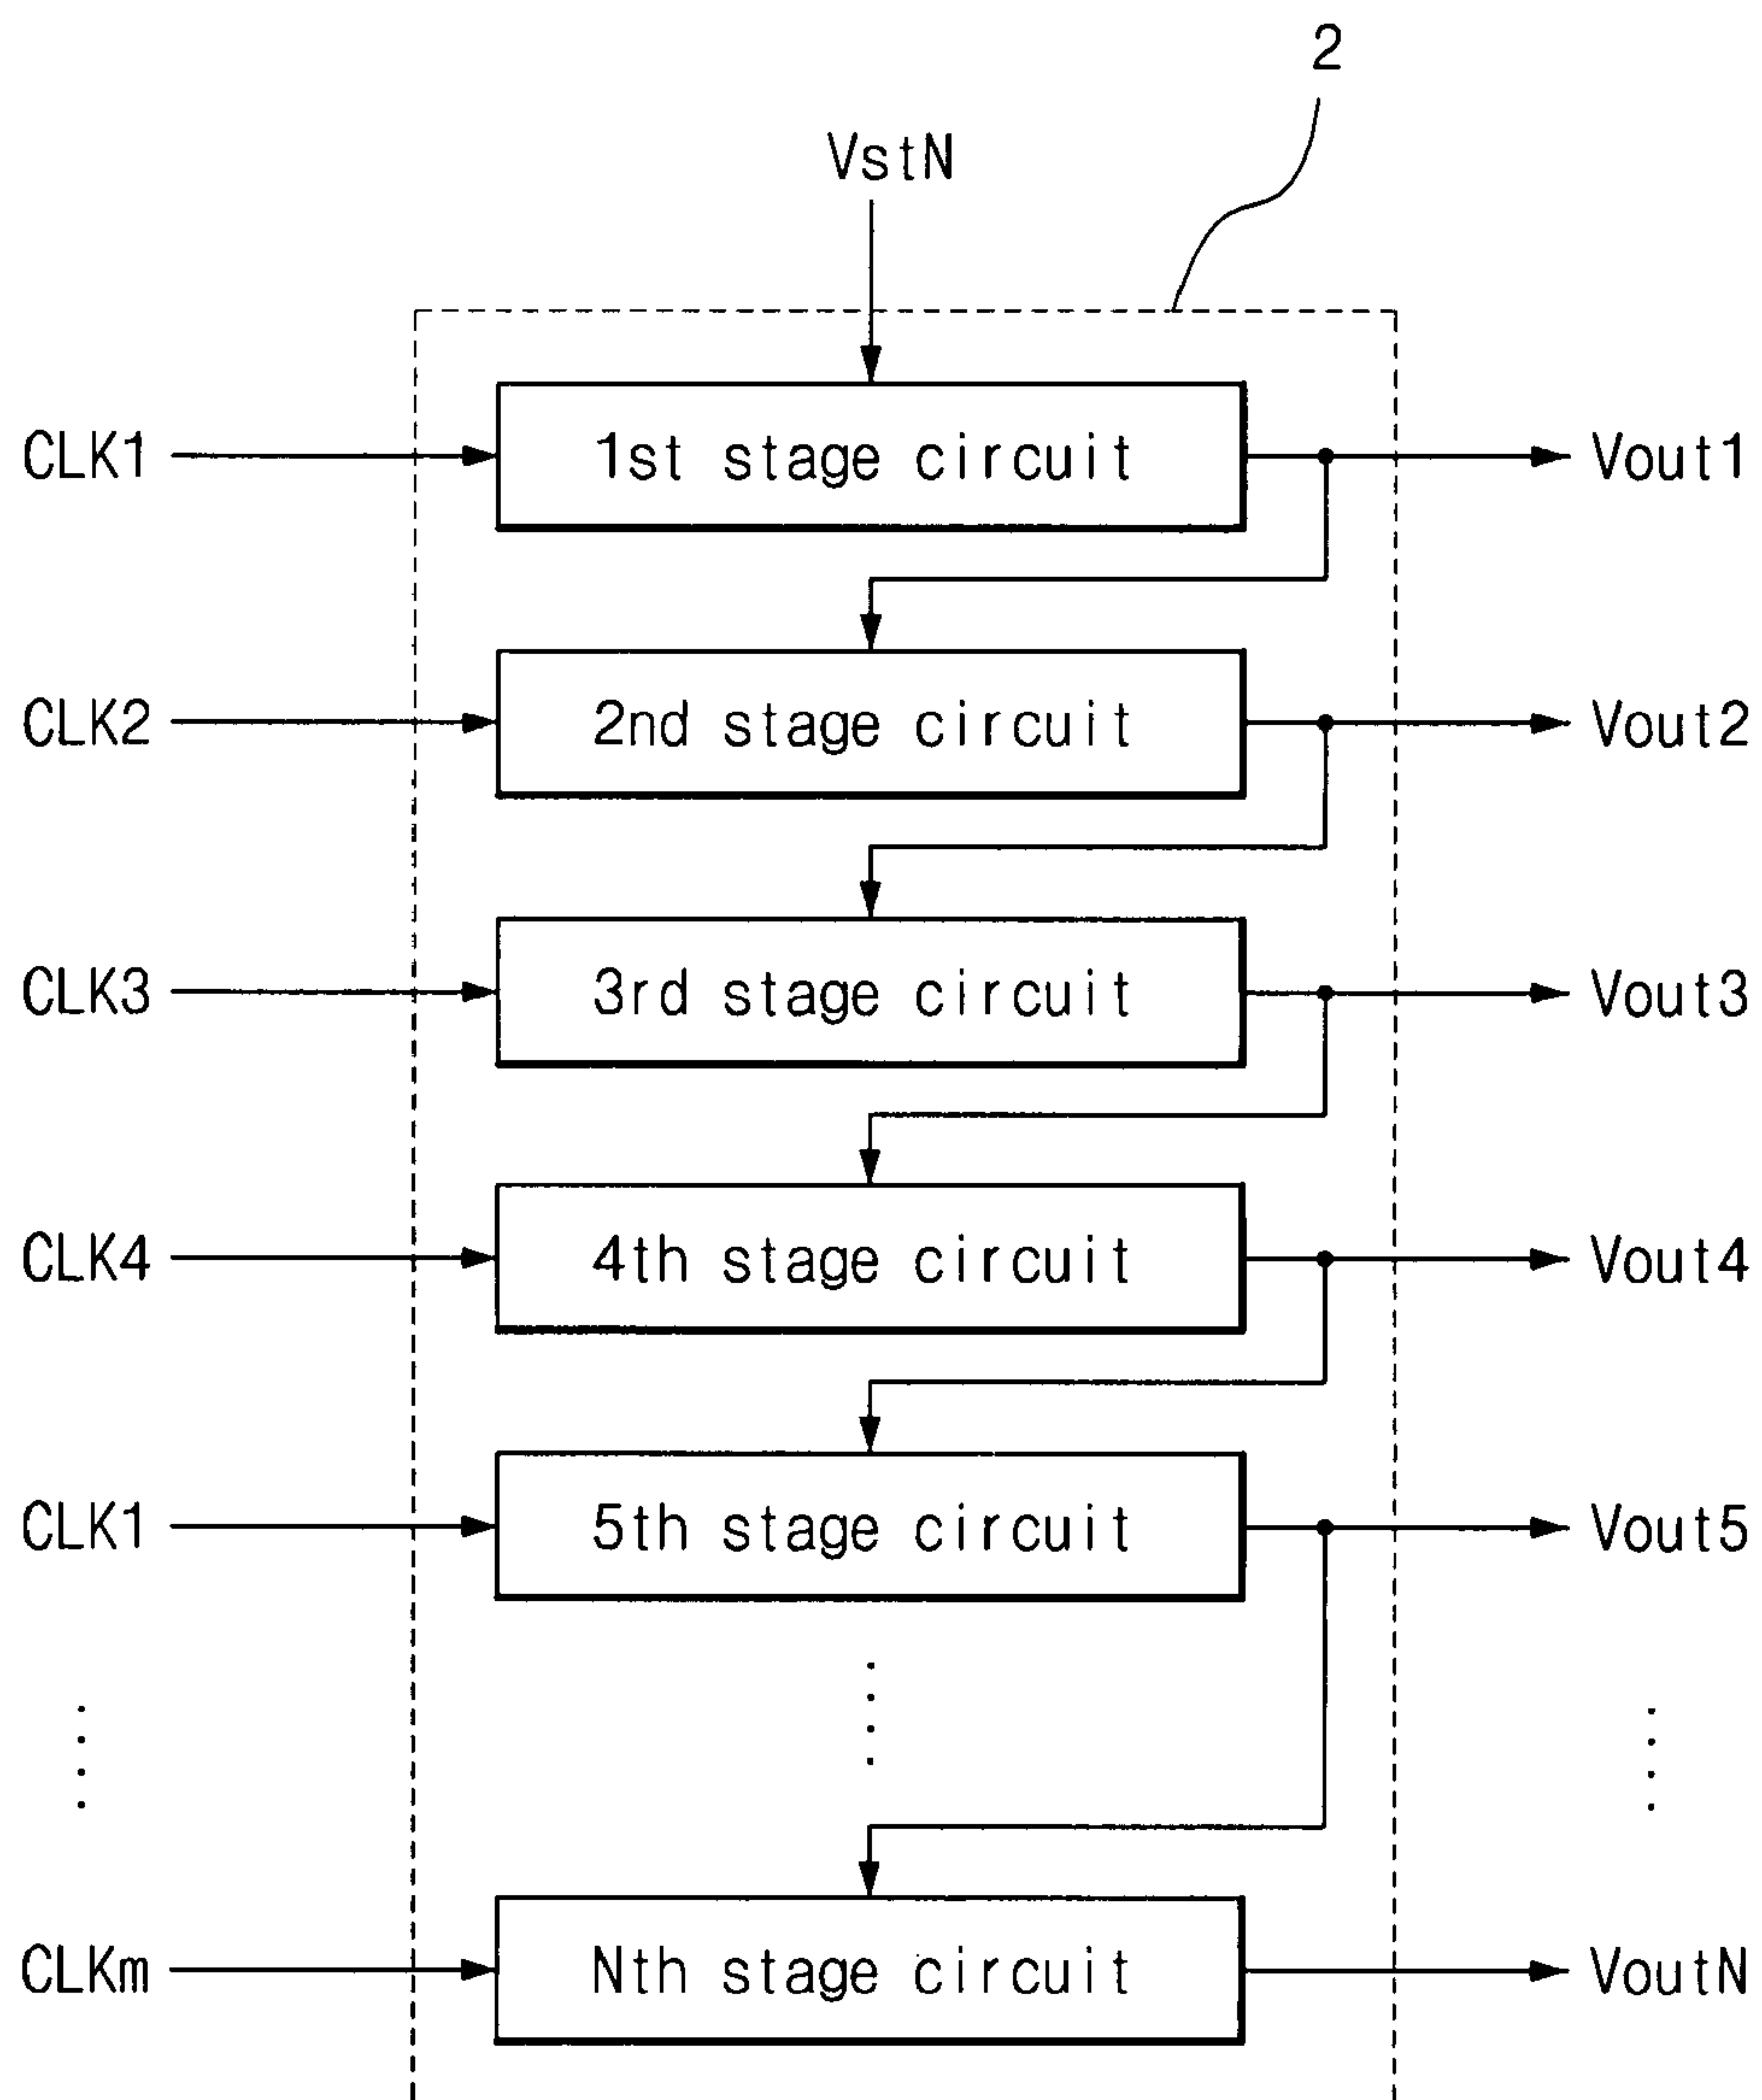 2
VstN
CLK1 1st stage circuit Vout1
CLK2 2nd stage circuit Vout2
CLK3 3rd stage circuit Vout3
CLK4 4th stage circuit Vout4
CLK1 5th stage circuit Vout5
CLKm Nth stage circuit VoutN